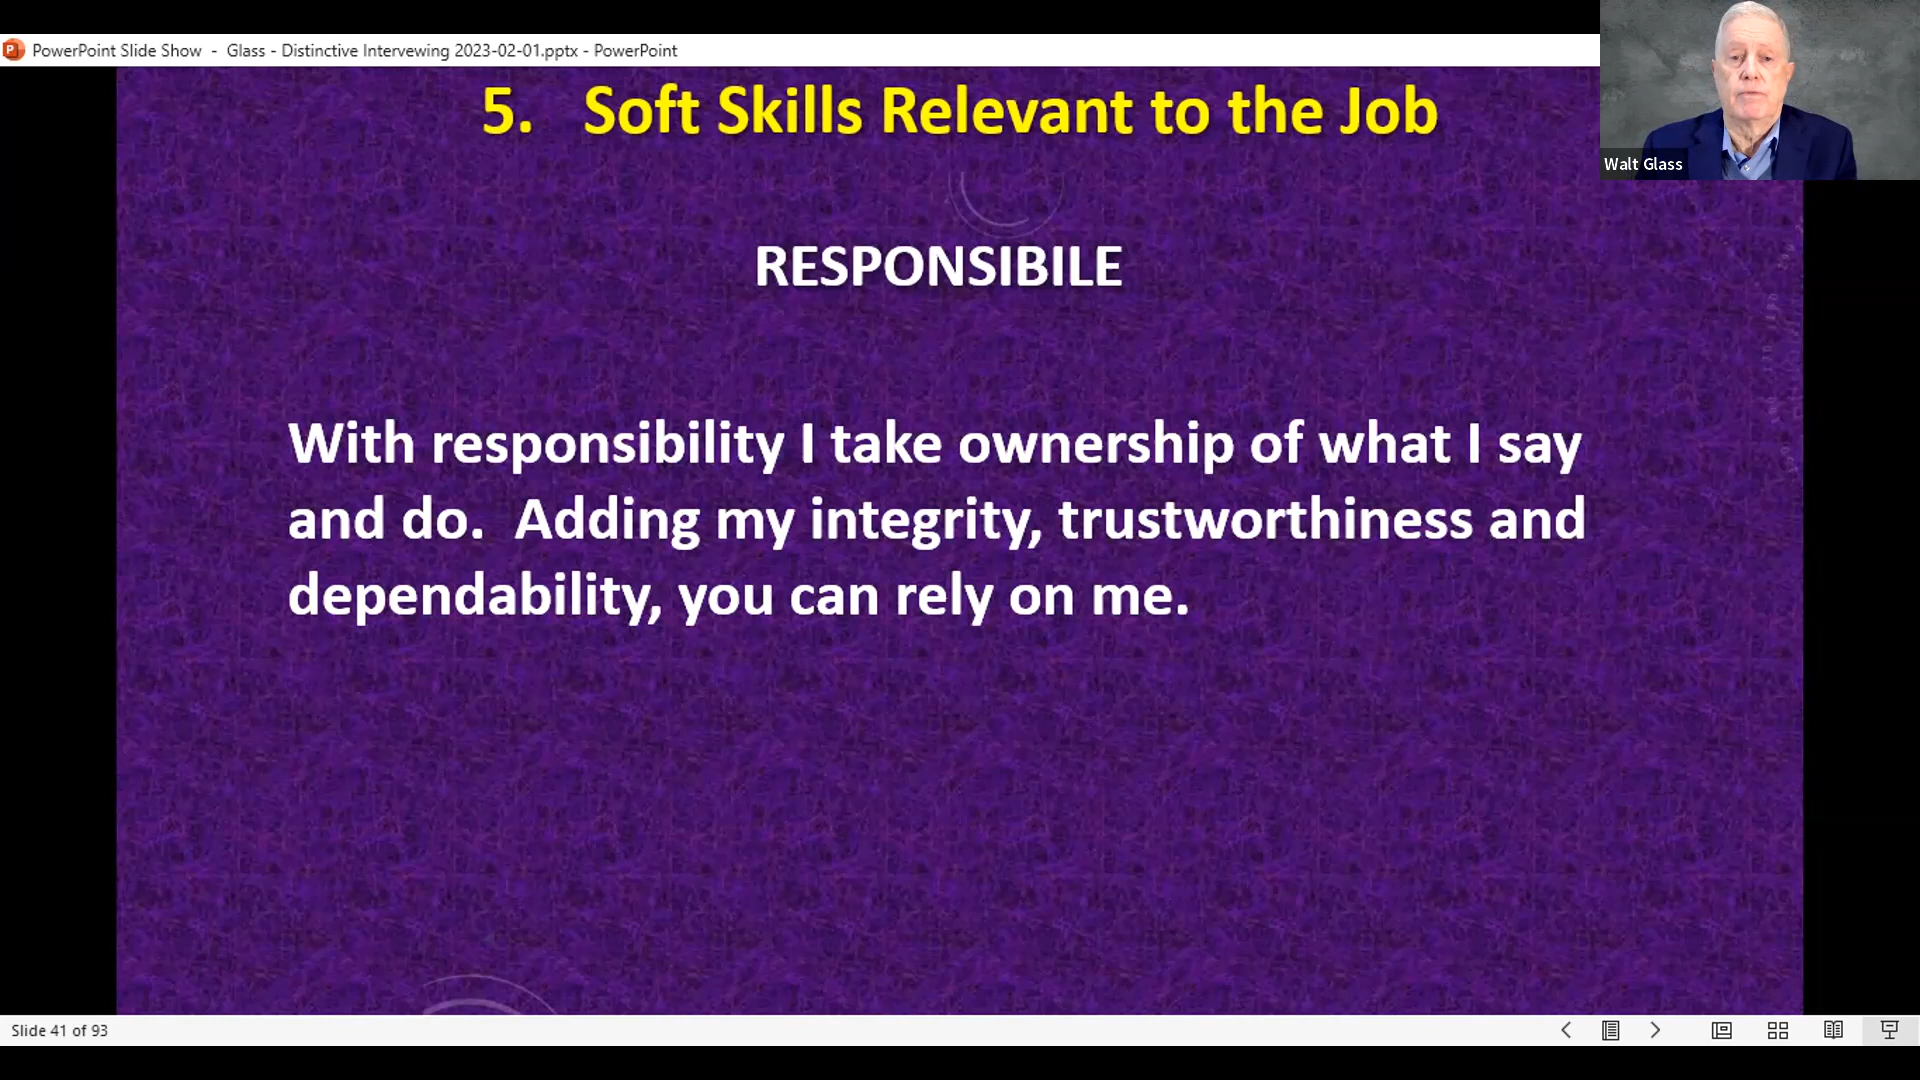 PowerPoint Slide Show - Glass - Distinctive Intervewing 2023-02-01.pptx - PowerPoint
5. Soft Skills Relevant to the Job
Walt Glass
RESPONSIBILE
With responsibility I take ownership of what I say
and do. Adding my integrity, trustworthiness and
dependability, you can rely on me.
Slide 41 of 93